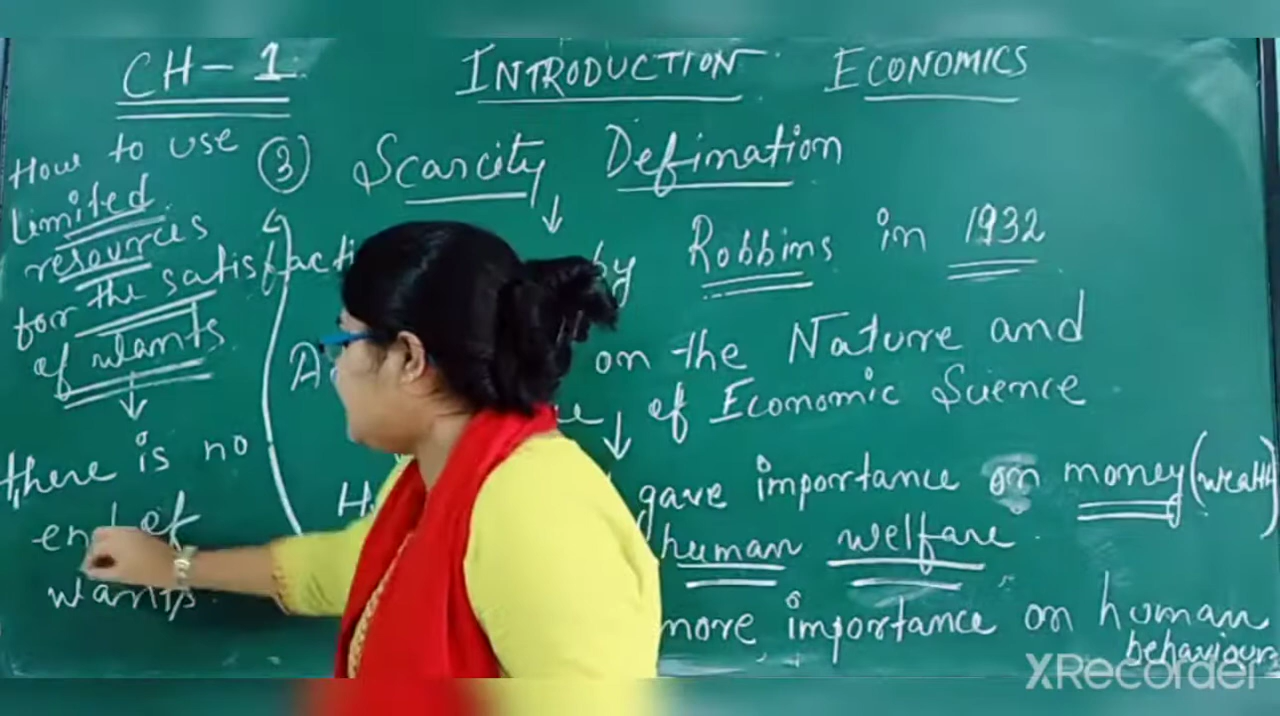 CH-1 INTRODUCTION ECONOMICS
How to use
limited
resources
for the satisfacti
of wants
there is no
end of
wants.
③ Scarcity Defination
by Robbins in 1932
on the Nature and
of Economic Science
gave importance on money (wealth)
human welfare
more importance on human
behaviour
XRecorder